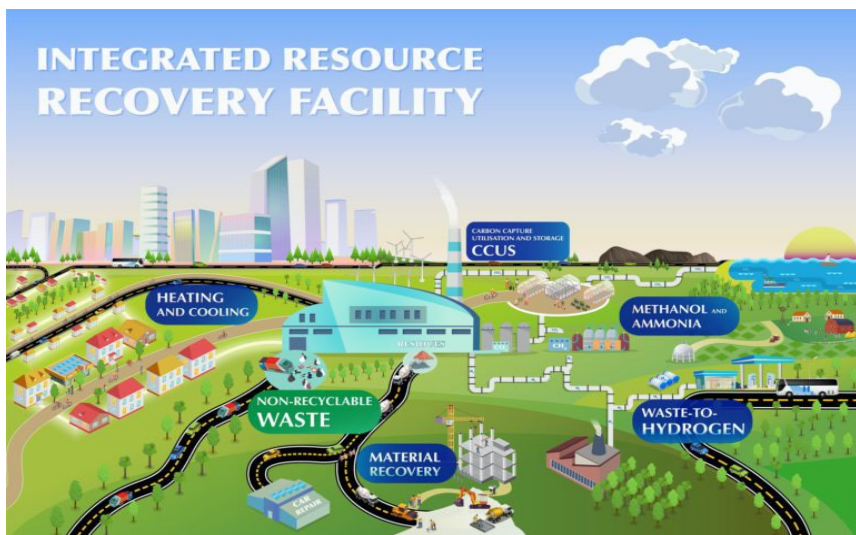 INTEGRATED RESOURCE
RECOVERY FACILITY
CARBON CAPTURE
UTILISATION AND STORAGE
CCUS
HEATING
AND COOLING
METHANOL AND
AMMONIA
RESIDUES
NON-RECYCLABLE
WASTE
WASTE-TO-
HYDROGEN
MATERIAL
RECOVERY
CAR
REPAIR